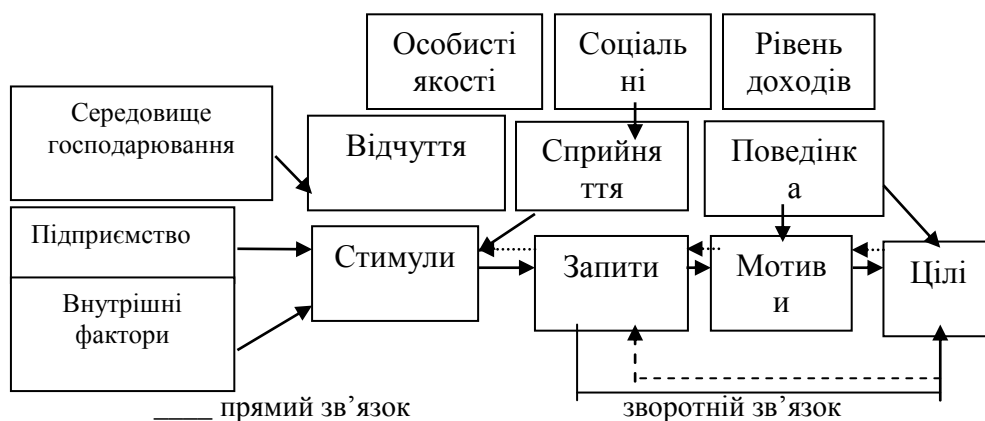 Особисті
якості
Соціаль
ні
Рівень
доходів
Середовище
господарювання
Відчуття
Сприйня
ття
Поведінк
а
Підприємство
Стимули
Запити
Мотив
и
Цілі
Внутрішні
фактори
____ прямий зв’язок
зворотній зв’язок